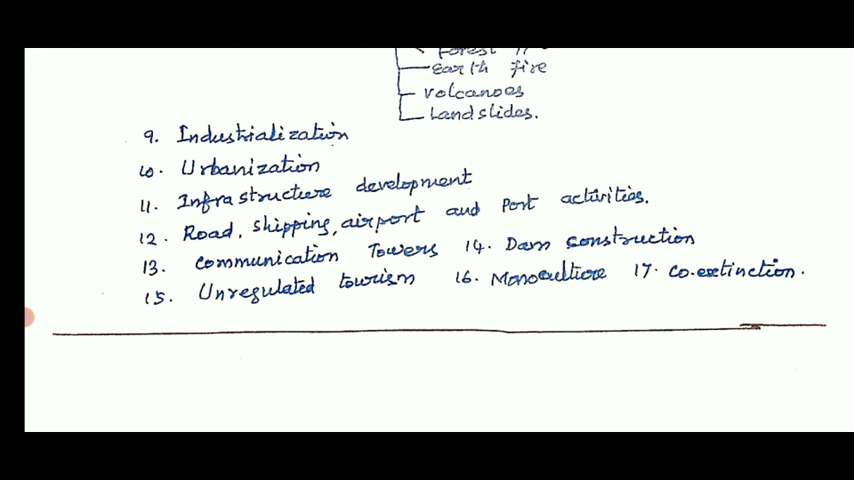 Forest
Earth fire
Volcanoes
Landslides.
9. Industrialization
10. Urbanization
11. Infrastructure development
12. Road, shipping, airport and Port activities.
13. Communication Towers 14. Dam construction
15. Unregulated tourism 16. Monoculture 17. Co-extinction.